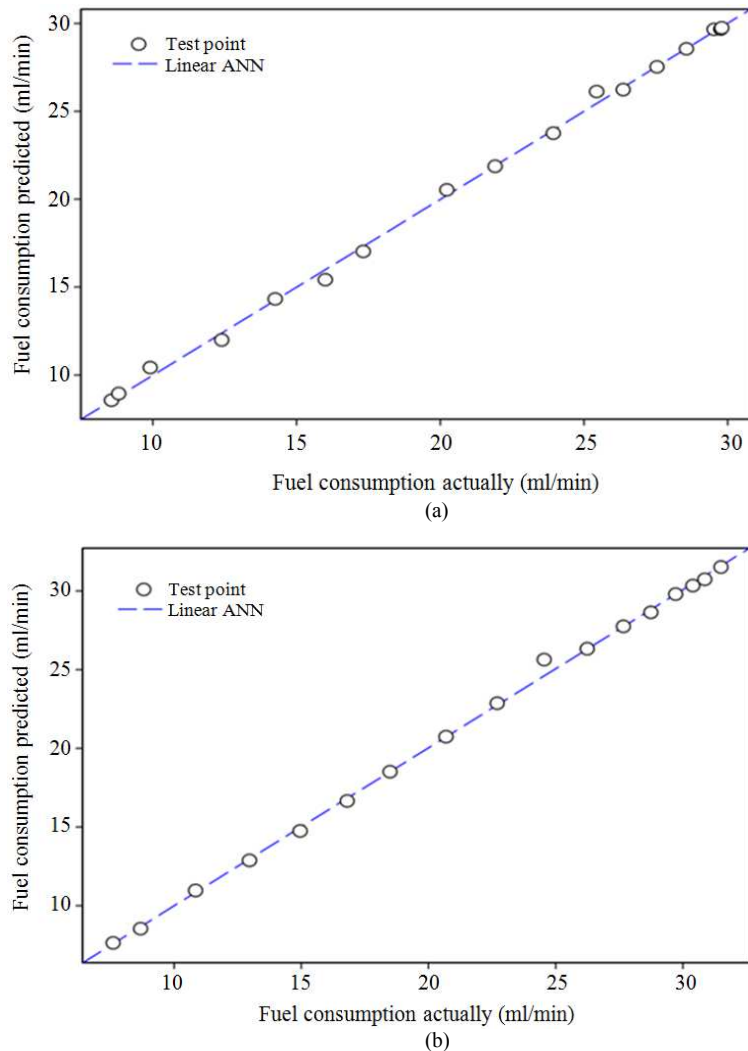 30
25
20
15
10
Fuel consumption predicted (ml/min)
Test point
Linear ANN
10 15 20 25 30
Fuel consumption actually (ml/min)
(a)
30
25
20
15
10
Fuel consumption predicted (ml/min)
Test point
Linear ANN
10 15 20 25 30
Fuel consumption actually (ml/min)
(b)